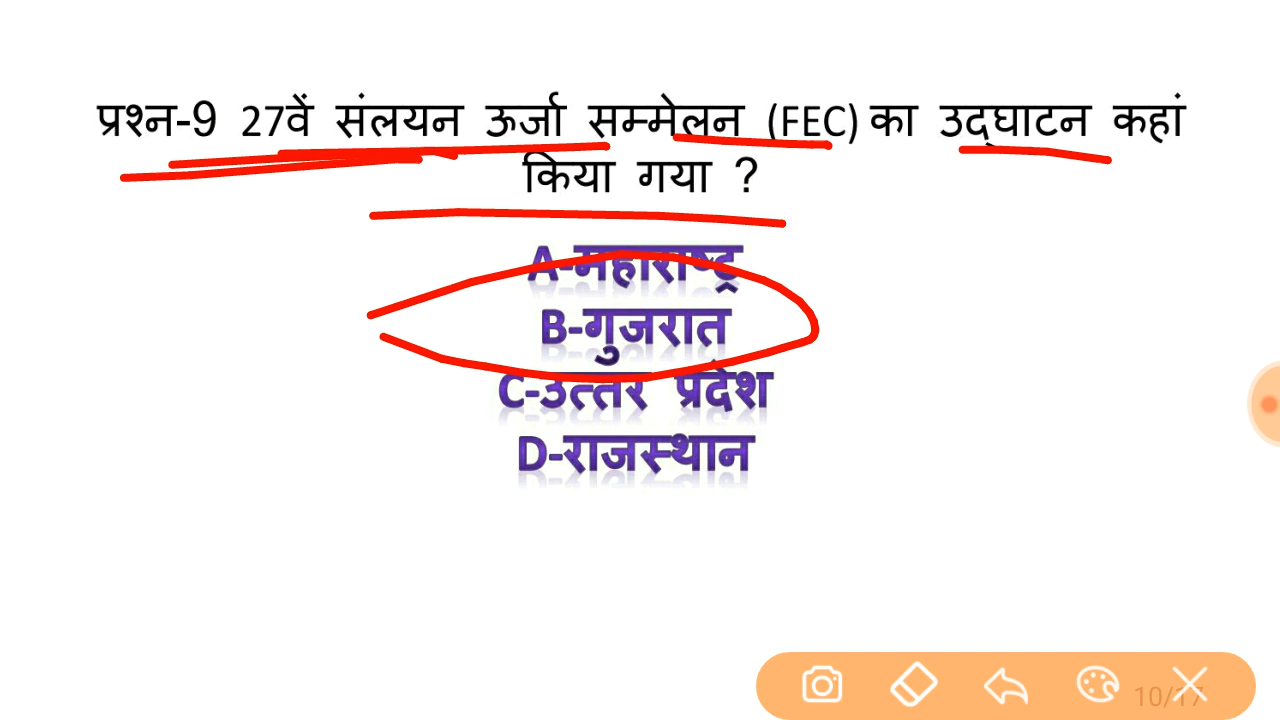 प्रश्न-9 27वें संलयन ऊर्जा सम्मेलन (FEC) का उद्घाटन कहां
किया गया ?
A-महाराष्ट्र
B-गुजरात
C-उत्तर प्रदेश
D-राजस्थान
10/17